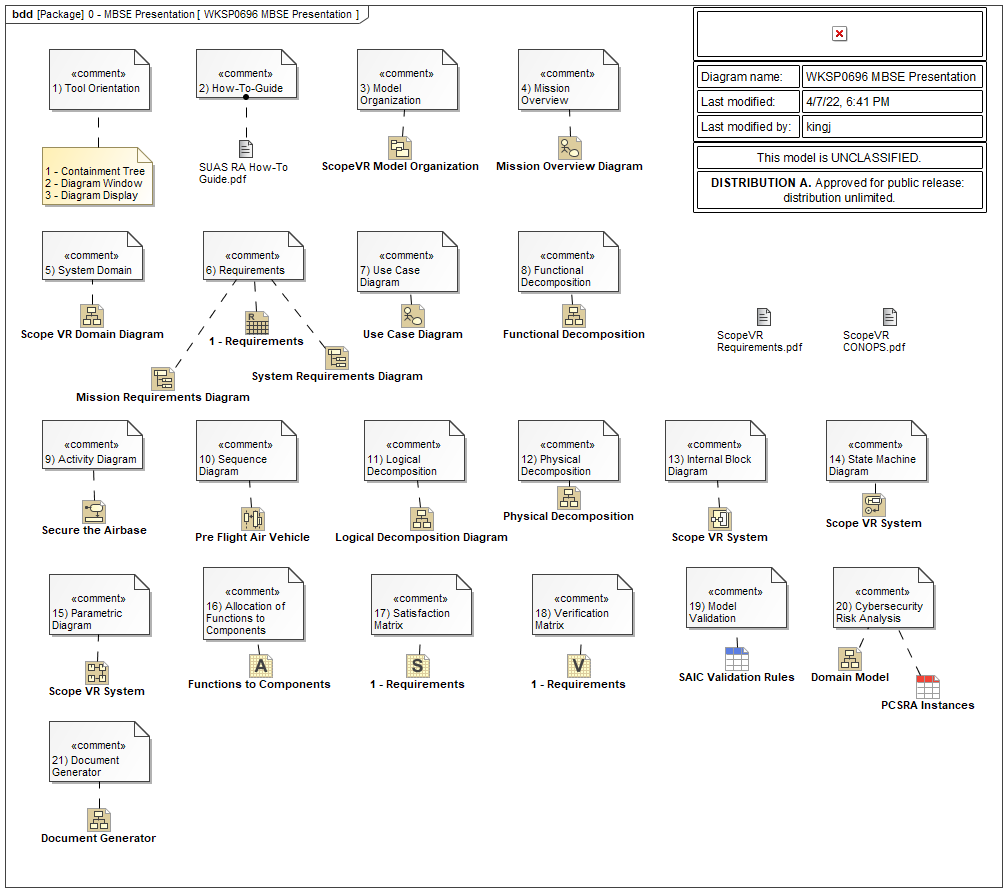 bdd [Package] 0 - MBSE Presentation [ WKSP0696 MBSE Presentation ]
Diagram name: WKSP0696 MBSE Presentation
Last modified: 4/7/22, 6:41 PM
Last modified by: kingj
This model is UNCLASSIFIED.
DISTRIBUTION A. Approved for public release:
distribution unlimited.
«comment»
1) Tool Orientation
1 - Containment Tree
2 - Diagram Window
3 - Diagram Display
«comment»
2) How-To-Guide
SUAS RA How-To
Guide.pdf
«comment»
3) Model
Organization
ScopeVR Model Organization
«comment»
4) Mission
Overview
Mission Overview Diagram
«comment»
5) System Domain
Scope VR Domain Diagram
«comment»
6) Requirements
R
1 - Requirements
System Requirements Diagram
Mission Requirements Diagram
«comment»
7) Use Case
Diagram
Use Case Diagram
«comment»
8) Functional
Decomposition
Functional Decomposition
ScopeVR
Requirements.pdf
ScopeVR
CONOPS.pdf
«comment»
9) Activity Diagram
Secure the Airbase
«comment»
10) Sequence
Diagram
Pre Flight Air Vehicle
«comment»
11) Logical
Decomposition
Logical Decomposition Diagram
«comment»
12) Physical
Decomposition
Physical Decomposition
«comment»
13) Internal Block
Diagram
Scope VR System
«comment»
14) State Machine
Diagram
Scope VR System
«comment»
15) Parametric
Diagram
Scope VR System
«comment»
16) Allocation of
Functions to
Components
A
Functions to Components
«comment»
17) Satisfaction
Matrix
S
1 - Requirements
«comment»
18) Verification
Matrix
V
1 - Requirements
«comment»
19) Model
Validation
SAIC Validation Rules
«comment»
20) Cybersecurity
Risk Analysis
Domain Model
PCSRA Instances
«comment»
21) Document
Generator
Document Generator